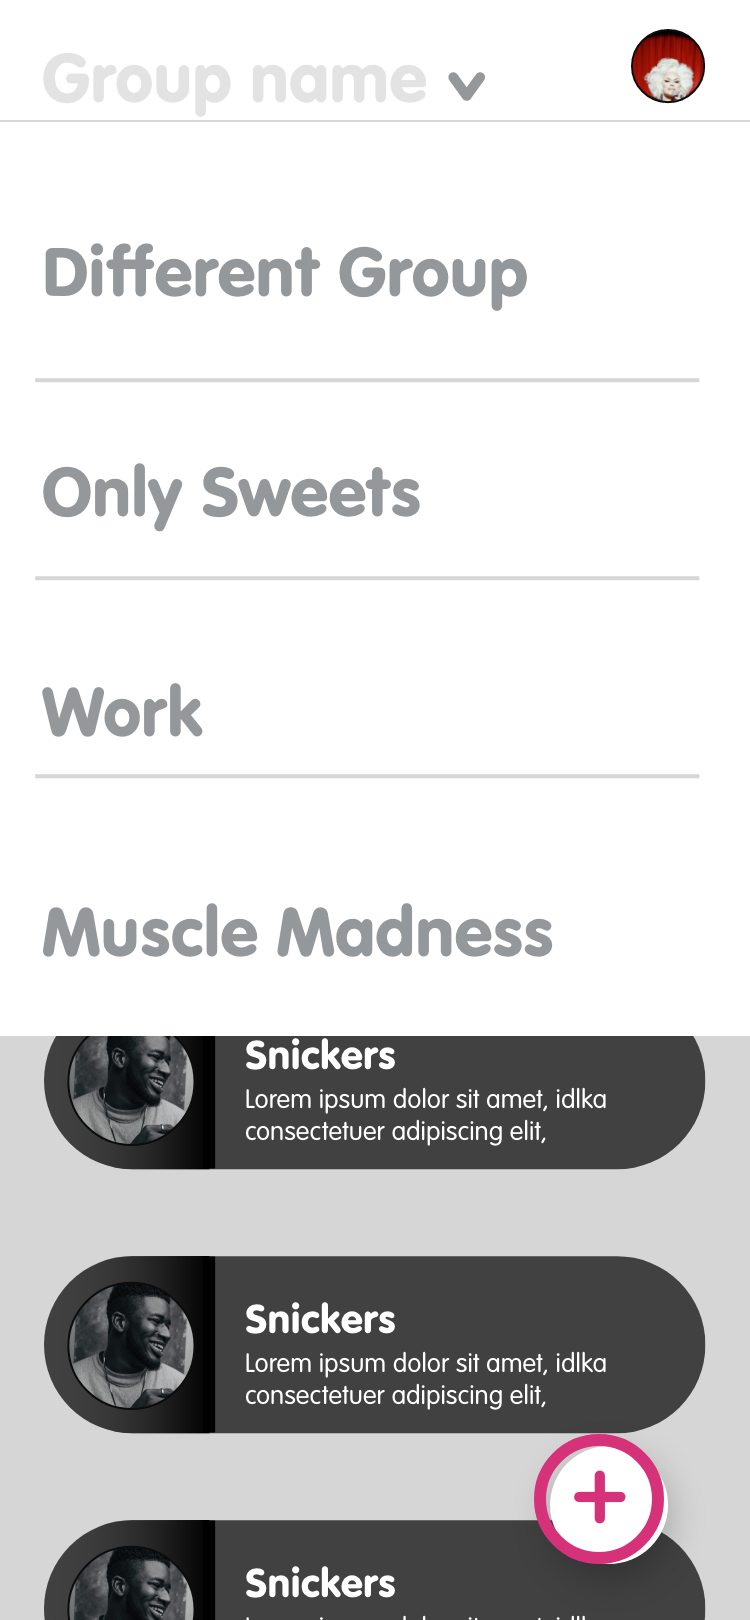 Group name
Different Group
Only Sweets
Work
Muscle Madness
Snickers
Lorem ipsum dolor sit amet, idlka
consectetuer adipiscing elit,
Snickers
Lorem ipsum dolor sit amet, idlka
consectetuer adipiscing elit,
Snickers